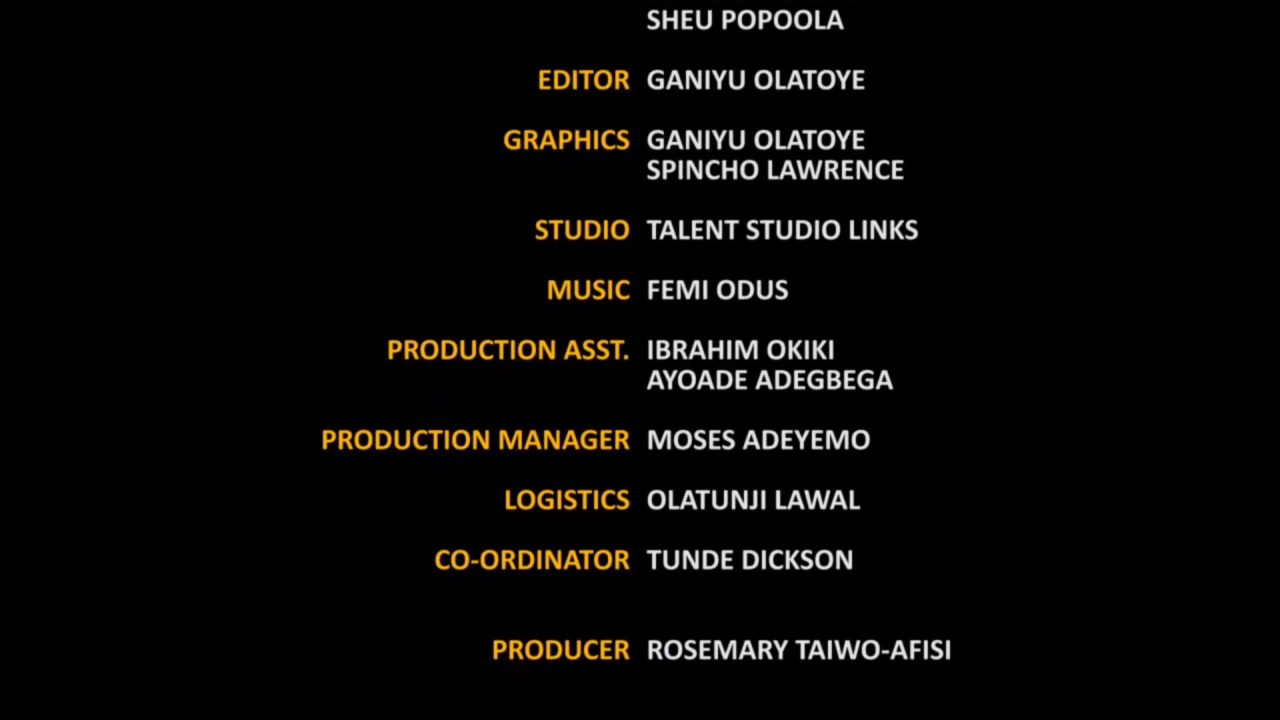 SHEU POPOOLA
EDITOR GANIYU OLATOYE
GRAPHICS GANIYU OLATOYE
SPINCHO LAWRENCE
STUDIO TALENT STUDIO LINKS
MUSIC FEMI ODUS
PRODUCTION ASST. IBRAHIM OKIKI
AYOADE ADEGBEGA
PRODUCTION MANAGER MOSES ADEYEMO
LOGISTICS OLATUNJI LAWAL
CO-ORDINATOR TUNDE DICKSON
PRODUCER ROSEMARY TAIWO-AFISI